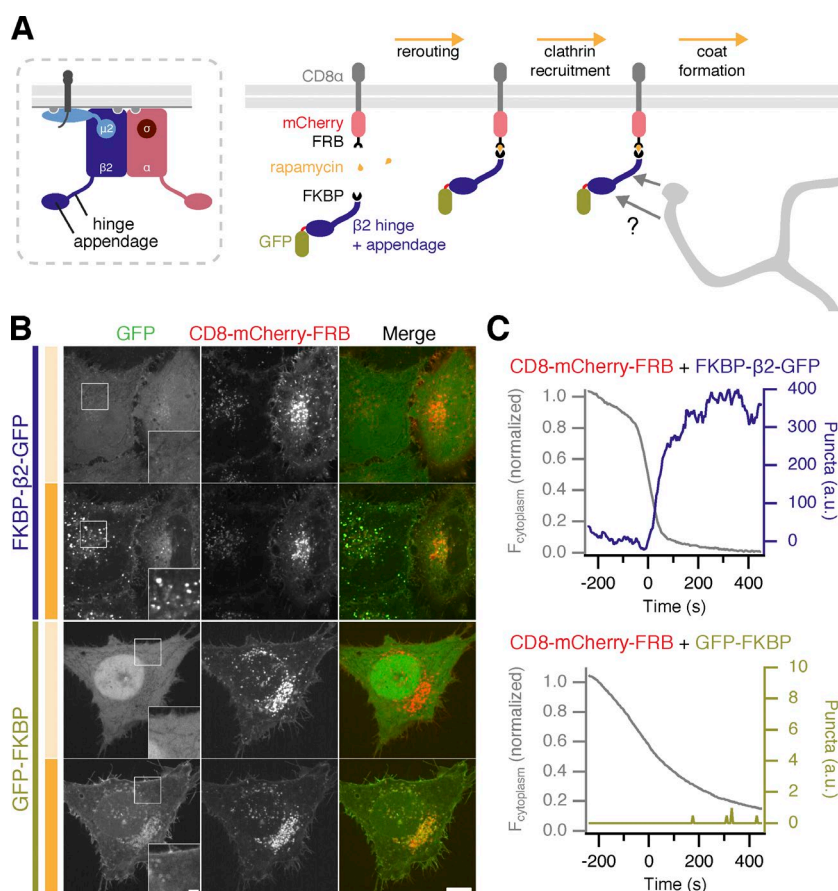 A
rerouting
clathrin
recruitment
coat
formation
CD8α
mCherry
FRB
rapamycin
FKBP
GFP
β2 hinge
+ appendage
?
μ2
σ
β2
α
hinge
appendage
B
GFP
CD8-mCherry-FRB
Merge
FKBP-β2-GFP
GFP-FKBP
C
CD8-mCherry-FRB + FKBP-β2-GFP
Fcytoplasm (normalized)
1.0
0.8
0.6
0.4
0.2
0.0
400
300
200
100
0
Puncta (a.u.)
-200 0 200 400
Time (s)
CD8-mCherry-FRB + GFP-FKBP
Fcytoplasm (normalized)
1.0
0.8
0.6
0.4
0.2
0.0
10
8
6
4
2
0
Puncta (a.u.)
-200 0 200 400
Time (s)